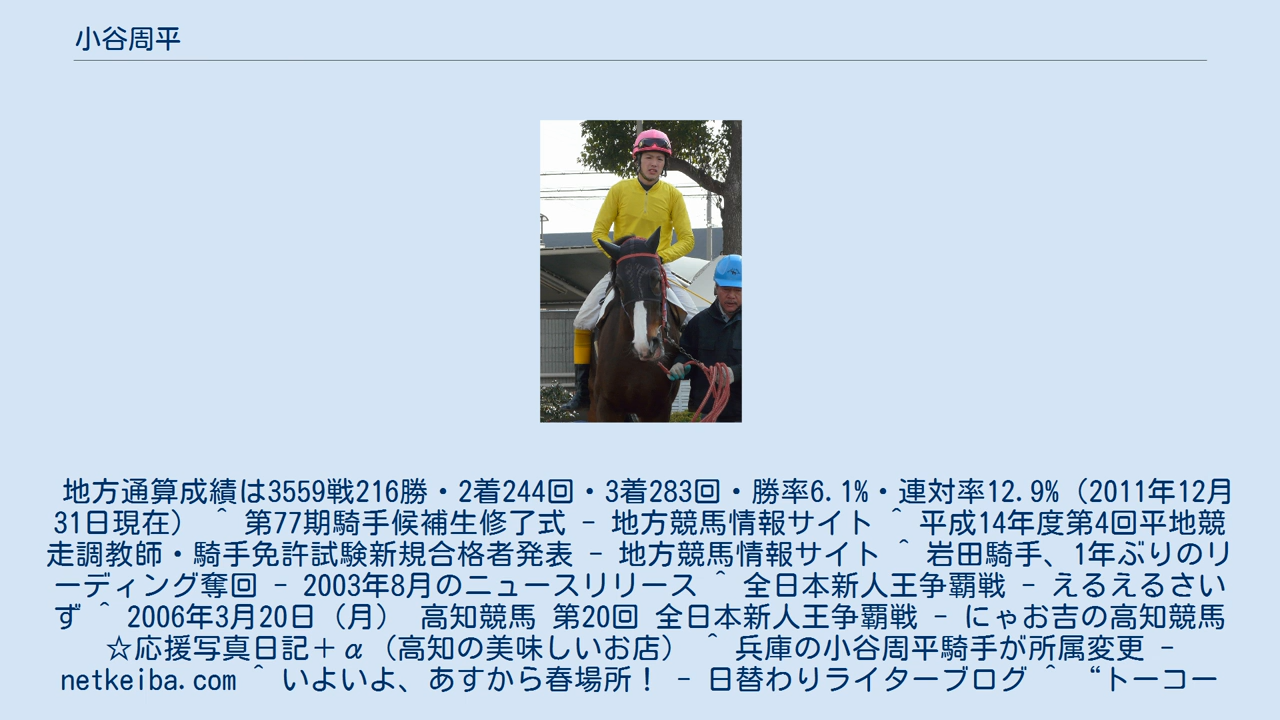 小谷周平
地方通算成績は3559戦216勝・2着244回・3着283回・勝率6.1%・連対率12.9%（2011年12月
31日現在） ^ 第77期騎手候補生修了式 - 地方競馬情報サイト ^ 平成14年度第4回平地競
走調教師・騎手免許試験新規合格者発表 - 地方競馬情報サイト ^ 岩田騎手、1年ぶりのリ
ーディング奪回 - 2003年8月のニュースリリース ^ 全日本新人王争覇戦 - えるえるさい
ず ^ 2006年3月20日（月） 高知競馬 第20回 全日本新人王争覇戦 - にゃお吉の高知競馬
☆応援写真日記＋α（高知の美味しいお店） ^ 兵庫の小谷周平騎手が所属変更 -
netkeiba.com ^ いよいよ、あすから春場所！ - 日替わりライターブログ ^ “トーコー